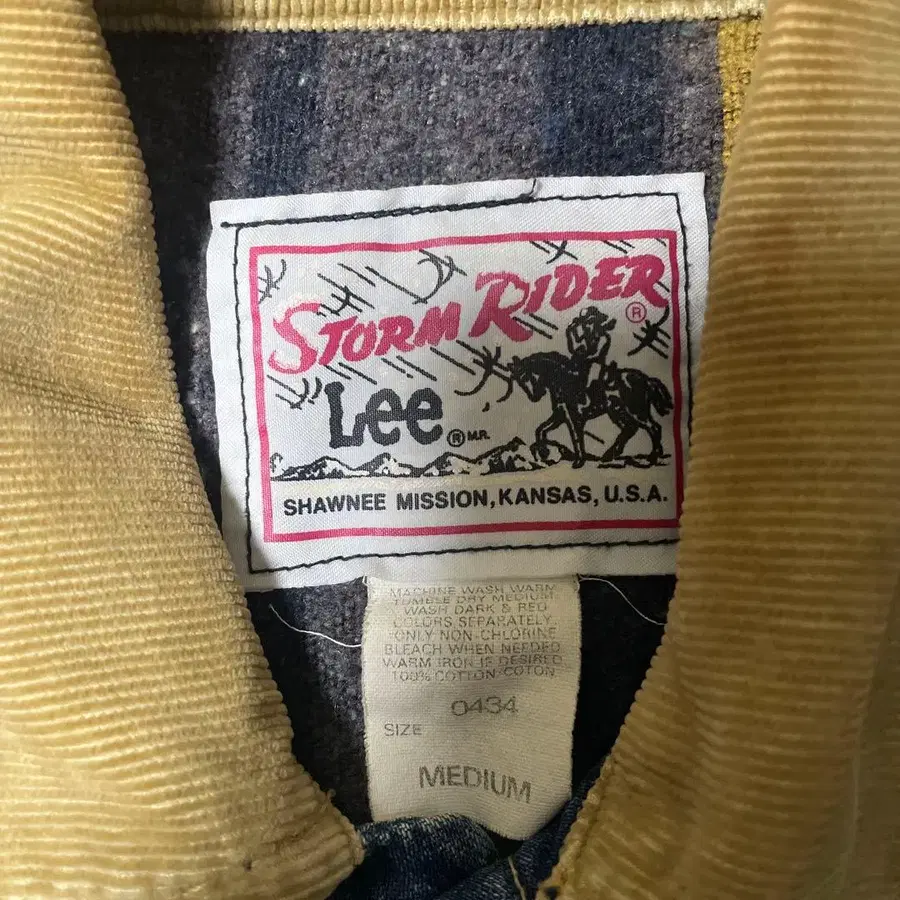 STORM RIDER ®
Lee ® M.R.
SHAWNEE MISSION, KANSAS, U.S.A.
MACHINE WASH WARM
TUMBLE DRY MEDIUM
WASH DARK & RED
COLORS SEPARATELY
ONLY NON-CHLORINE
BLEACH WHEN NEEDED
WARM IRON IF DESIRED
100% COTTON/COTON
0434
SIZE
MEDIUM